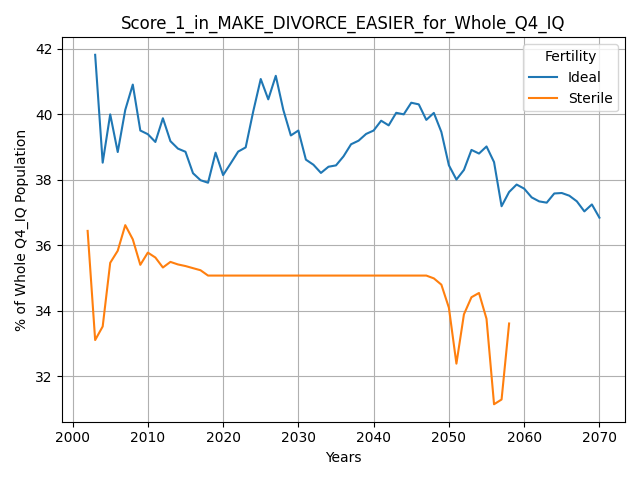 Score_1_in_MAKE_DIVORCE_EASIER_for_Whole_Q4_IQ
Fertility
Ideal
Sterile
% of Whole Q4_IQ Population
42
40
38
36
34
32
2000 2010 2020 2030 2040 2050 2060 2070
Years